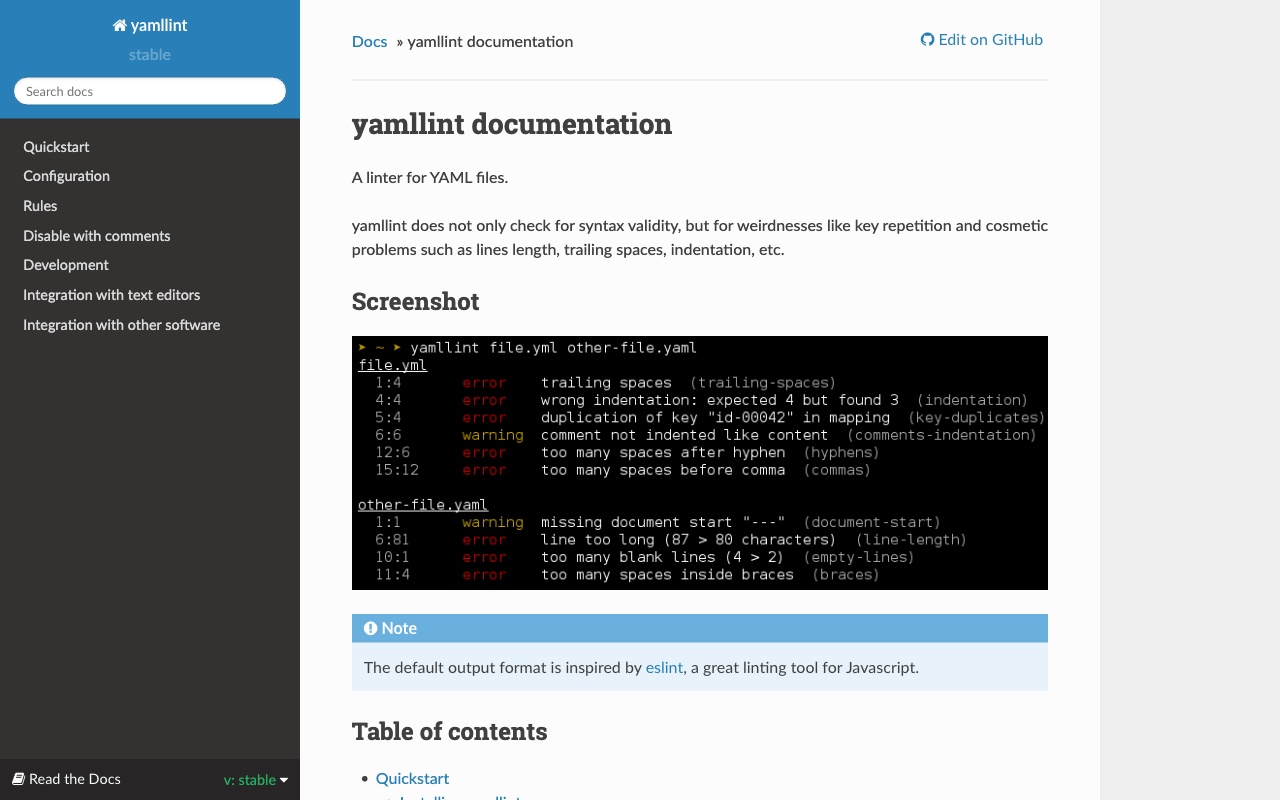 yamllint
stable
Search docs
Quickstart
Configuration
Rules
Disable with comments
Development
Integration with text editors
Integration with other software
Read the Docs
v: stable
Docs » yamllint documentation
Edit on GitHub
yamllint documentation
A linter for YAML files.
yamllint does not only check for syntax validity, but for weirdnesses like key repetition and cosmetic
problems such as lines length, trailing spaces, indentation, etc.
Screenshot
➤ ~ ➤ yamllint file.yml other-file.yaml
file.yml
1:4 error trailing spaces (trailing-spaces)
4:4 error wrong indentation: expected 4 but found 3 (indentation)
5:4 error duplication of key "id-00042" in mapping (key-duplicates)
6:6 warning comment not indented like content (comments-indentation)
12:6 error too many spaces after hyphen (hyphens)
15:12 error too many spaces before comma (commas)
other-file.yaml
1:1 warning missing document start "---" (document-start)
6:81 error line too long (87 > 80 characters) (line-length)
10:1 error too many blank lines (4 > 2) (empty-lines)
11:4 error too many spaces inside braces (braces)
Note
The default output format is inspired by eslint, a great linting tool for Javascript.
Table of contents
Quickstart